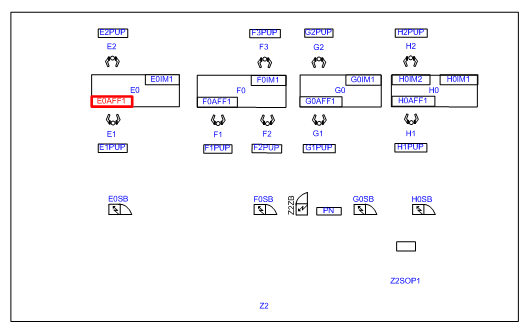 E2PUP F3PUP G2PUP H2PUP
E2 F3 G2 H2
E0IM1 F0IM1 G0IM1 H0IM2 H0IM1
E0 F0 G0 H0
E0AFF1 F0AFF1 G0AFF1 H0AFF1
E1 F1 F2 G1 H1
E1PUP F1PUP F2PUP G1PUP H1PUP
E0SB F0SB Z2ZB G0SB H0SB
PN
Z2SOP1
Z2